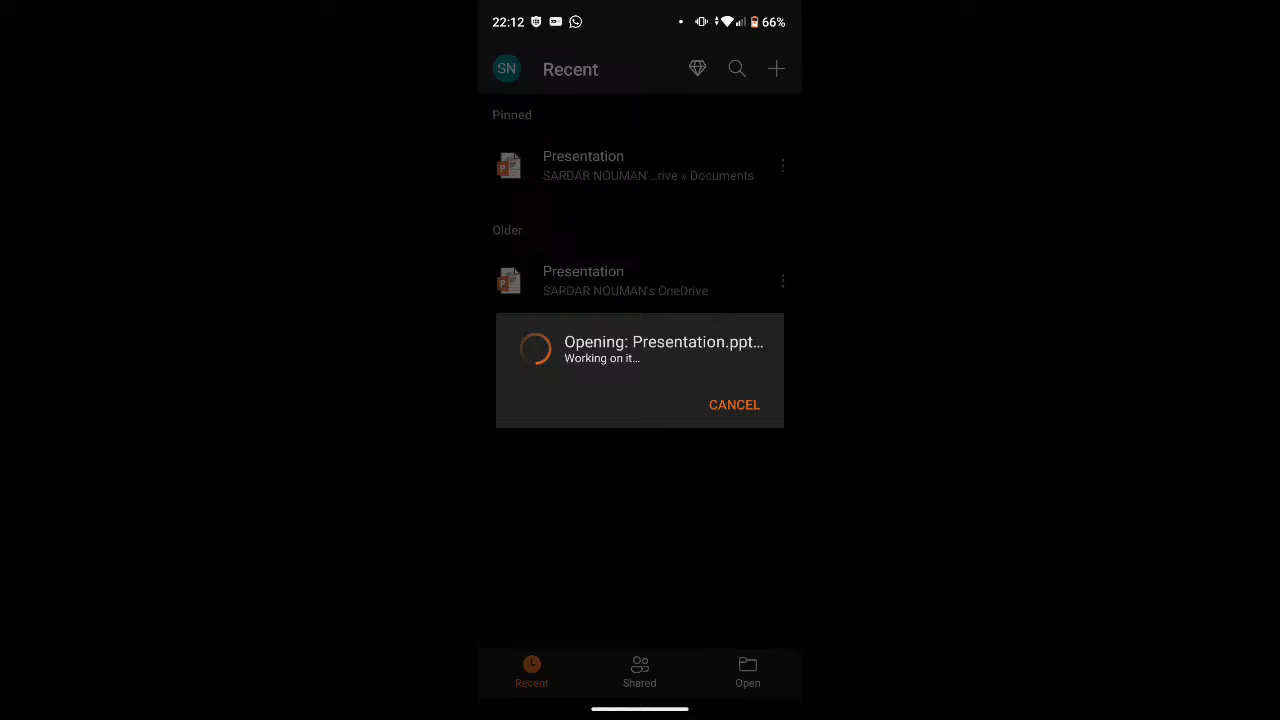 22:12 66%
SN Recent
Pinned
Presentation
SARDAR NOUMAN'...rive » Documents
Older
Presentation
SARDAR NOUMAN's OneDrive
Opening: Presentation.ppt...
Working on it...
CANCEL
Recent Shared Open